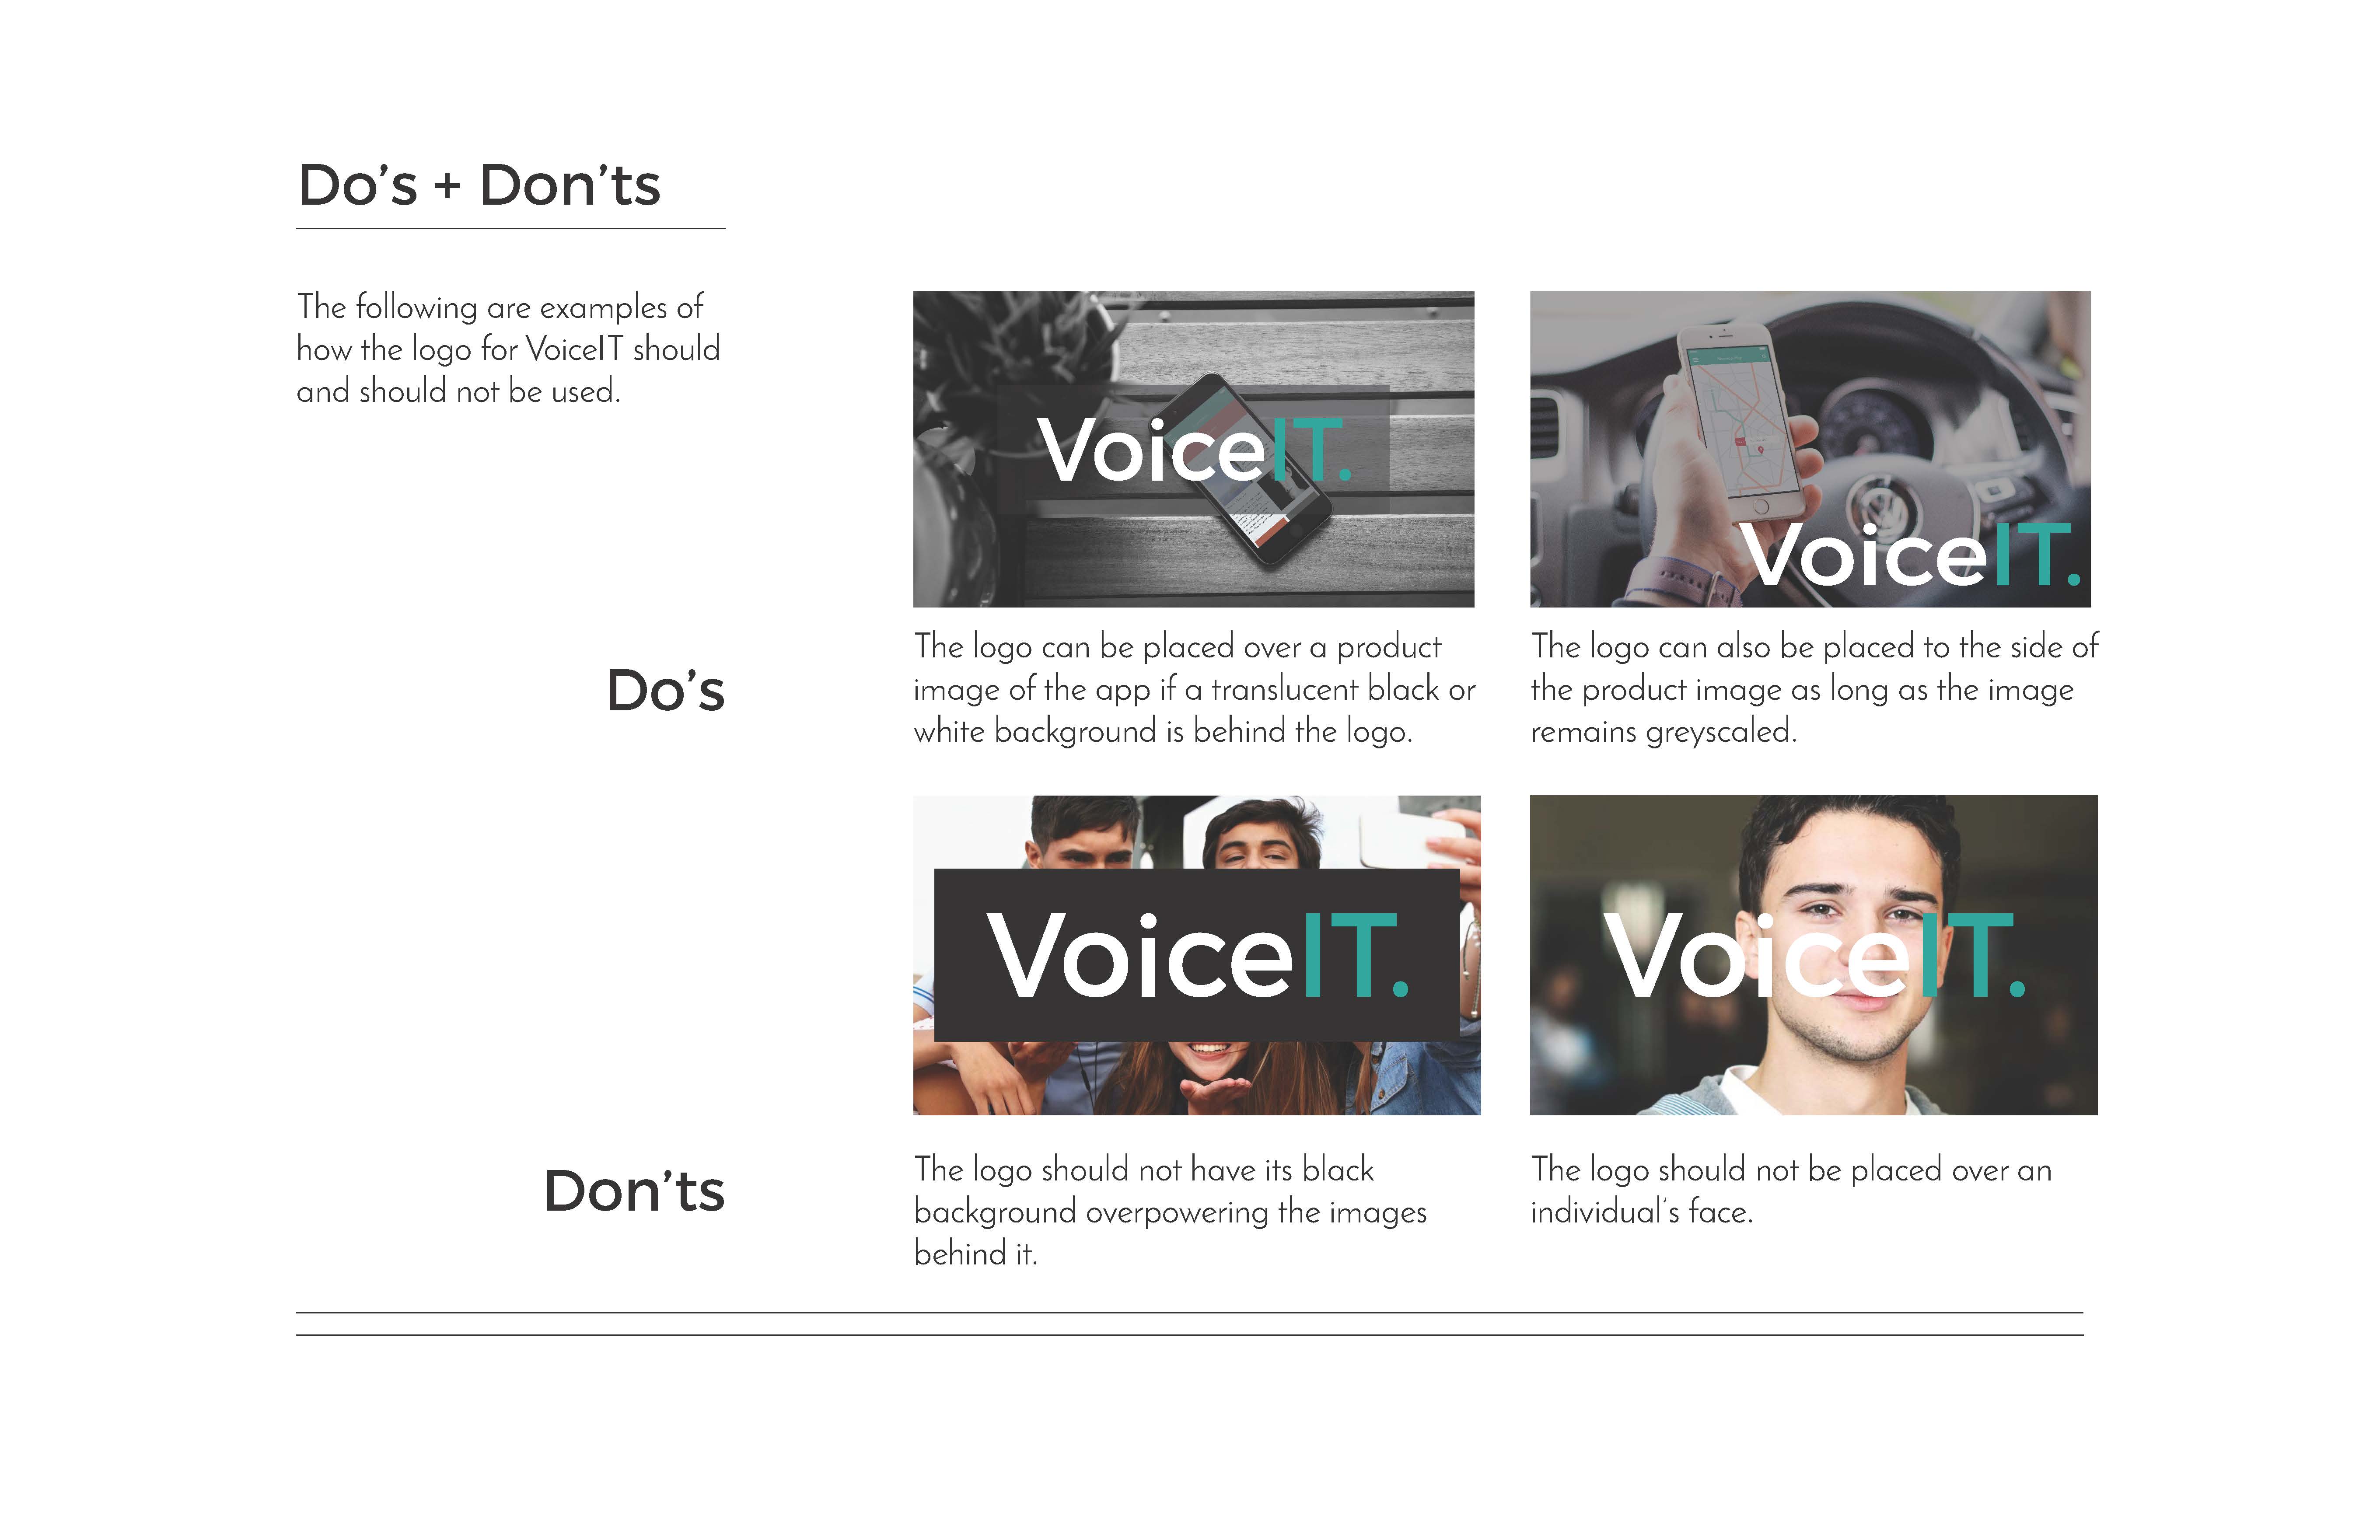 Do’s + Don’ts
The following are examples of
how the logo for VoiceIT should
and should not be used.
Do’s
VoiceIT.
The logo can be placed over a product
image of the app if a translucent black or
white background is behind the logo.
VoiceIT.
The logo can also be placed to the side of
the product image as long as the image
remains greyscaled.
Don’ts
VoiceIT.
The logo should not have its black
background overpowering the images
behind it.
VoiceIT.
The logo should not be placed over an
individual’s face.